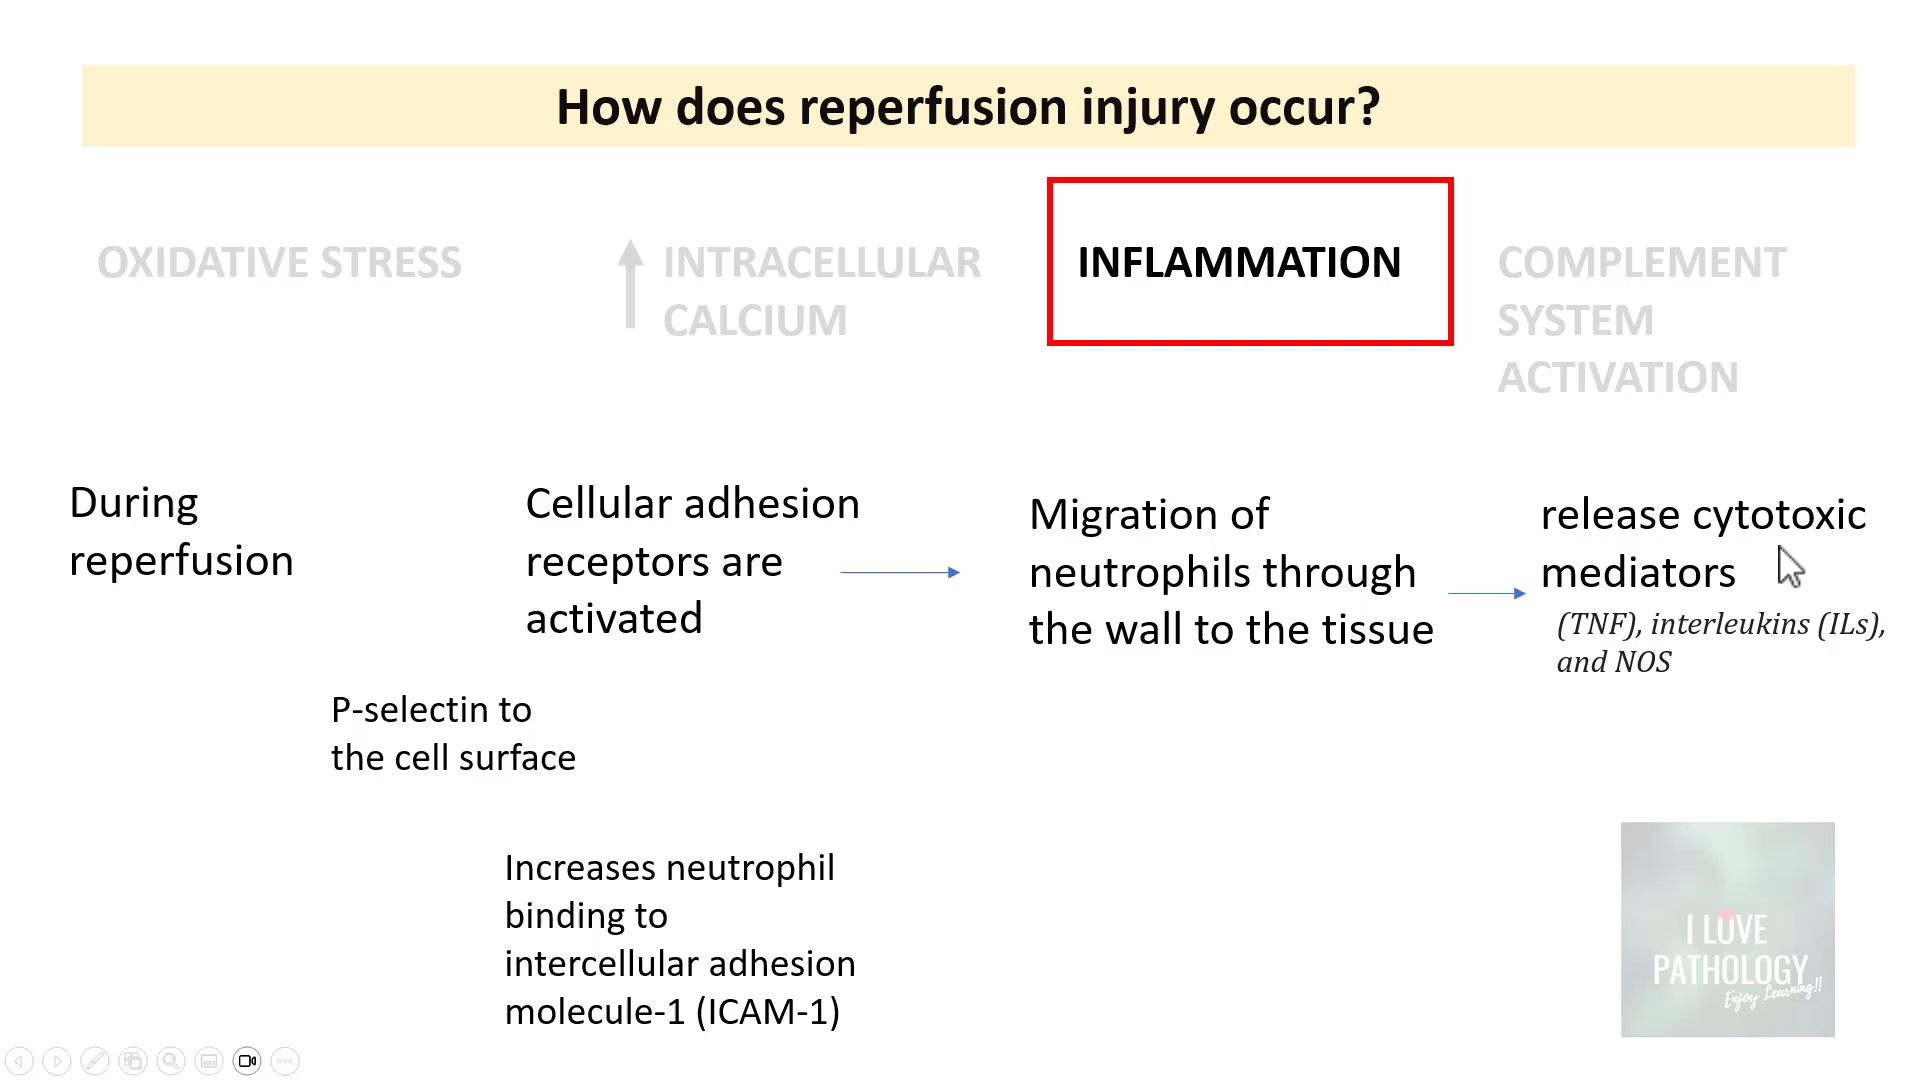 How does reperfusion injury occur?
OXIDATIVE STRESS
INTRACELLULAR
CALCIUM
INFLAMMATION
COMPLEMENT
SYSTEM
ACTIVATION
During
reperfusion
Cellular adhesion
receptors are
activated
Migration of
neutrophils through
the wall to the tissue
release cytotoxic
mediators
(TNF), interleukins (ILs),
and NOS
P-selectin to
the cell surface
Increases neutrophil
binding to
intercellular adhesion
molecule-1 (ICAM-1)
I LOVE
PATHOLOGY
Enjoy Learning!!